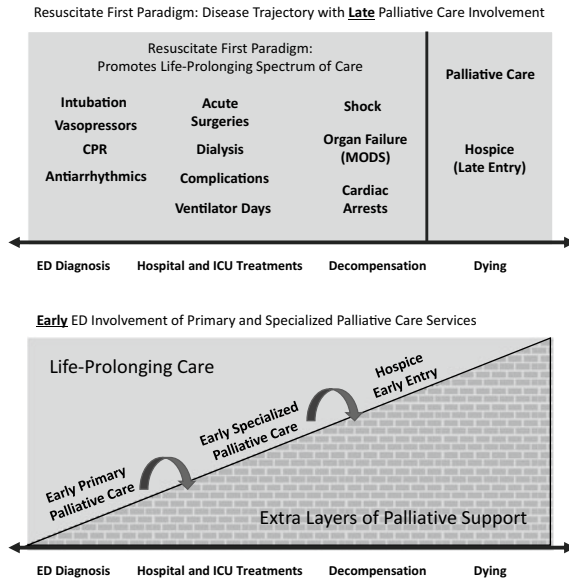 Resuscitate First Paradigm: Disease Trajectory with Late Palliative Care Involvement
Resuscitate First Paradigm:
Promotes Life-Prolonging Spectrum of Care
Intubation
Vasopressors
CPR
Antiarrhythmics
Acute
Surgeries
Dialysis
Complications
Ventilator Days
Shock
Organ Failure
(MODS)
Cardiac
Arrests
Palliative Care
Hospice
(Late Entry)
ED Diagnosis
Hospital and ICU Treatments
Decompensation
Dying
Early ED Involvement of Primary and Specialized Palliative Care Services
Life-Prolonging Care
Early Primary
Palliative Care
Early Specialized
Palliative Care
Hospice
Early Entry
Extra Layers of Palliative Support
ED Diagnosis
Hospital and ICU Treatments
Decompensation
Dying